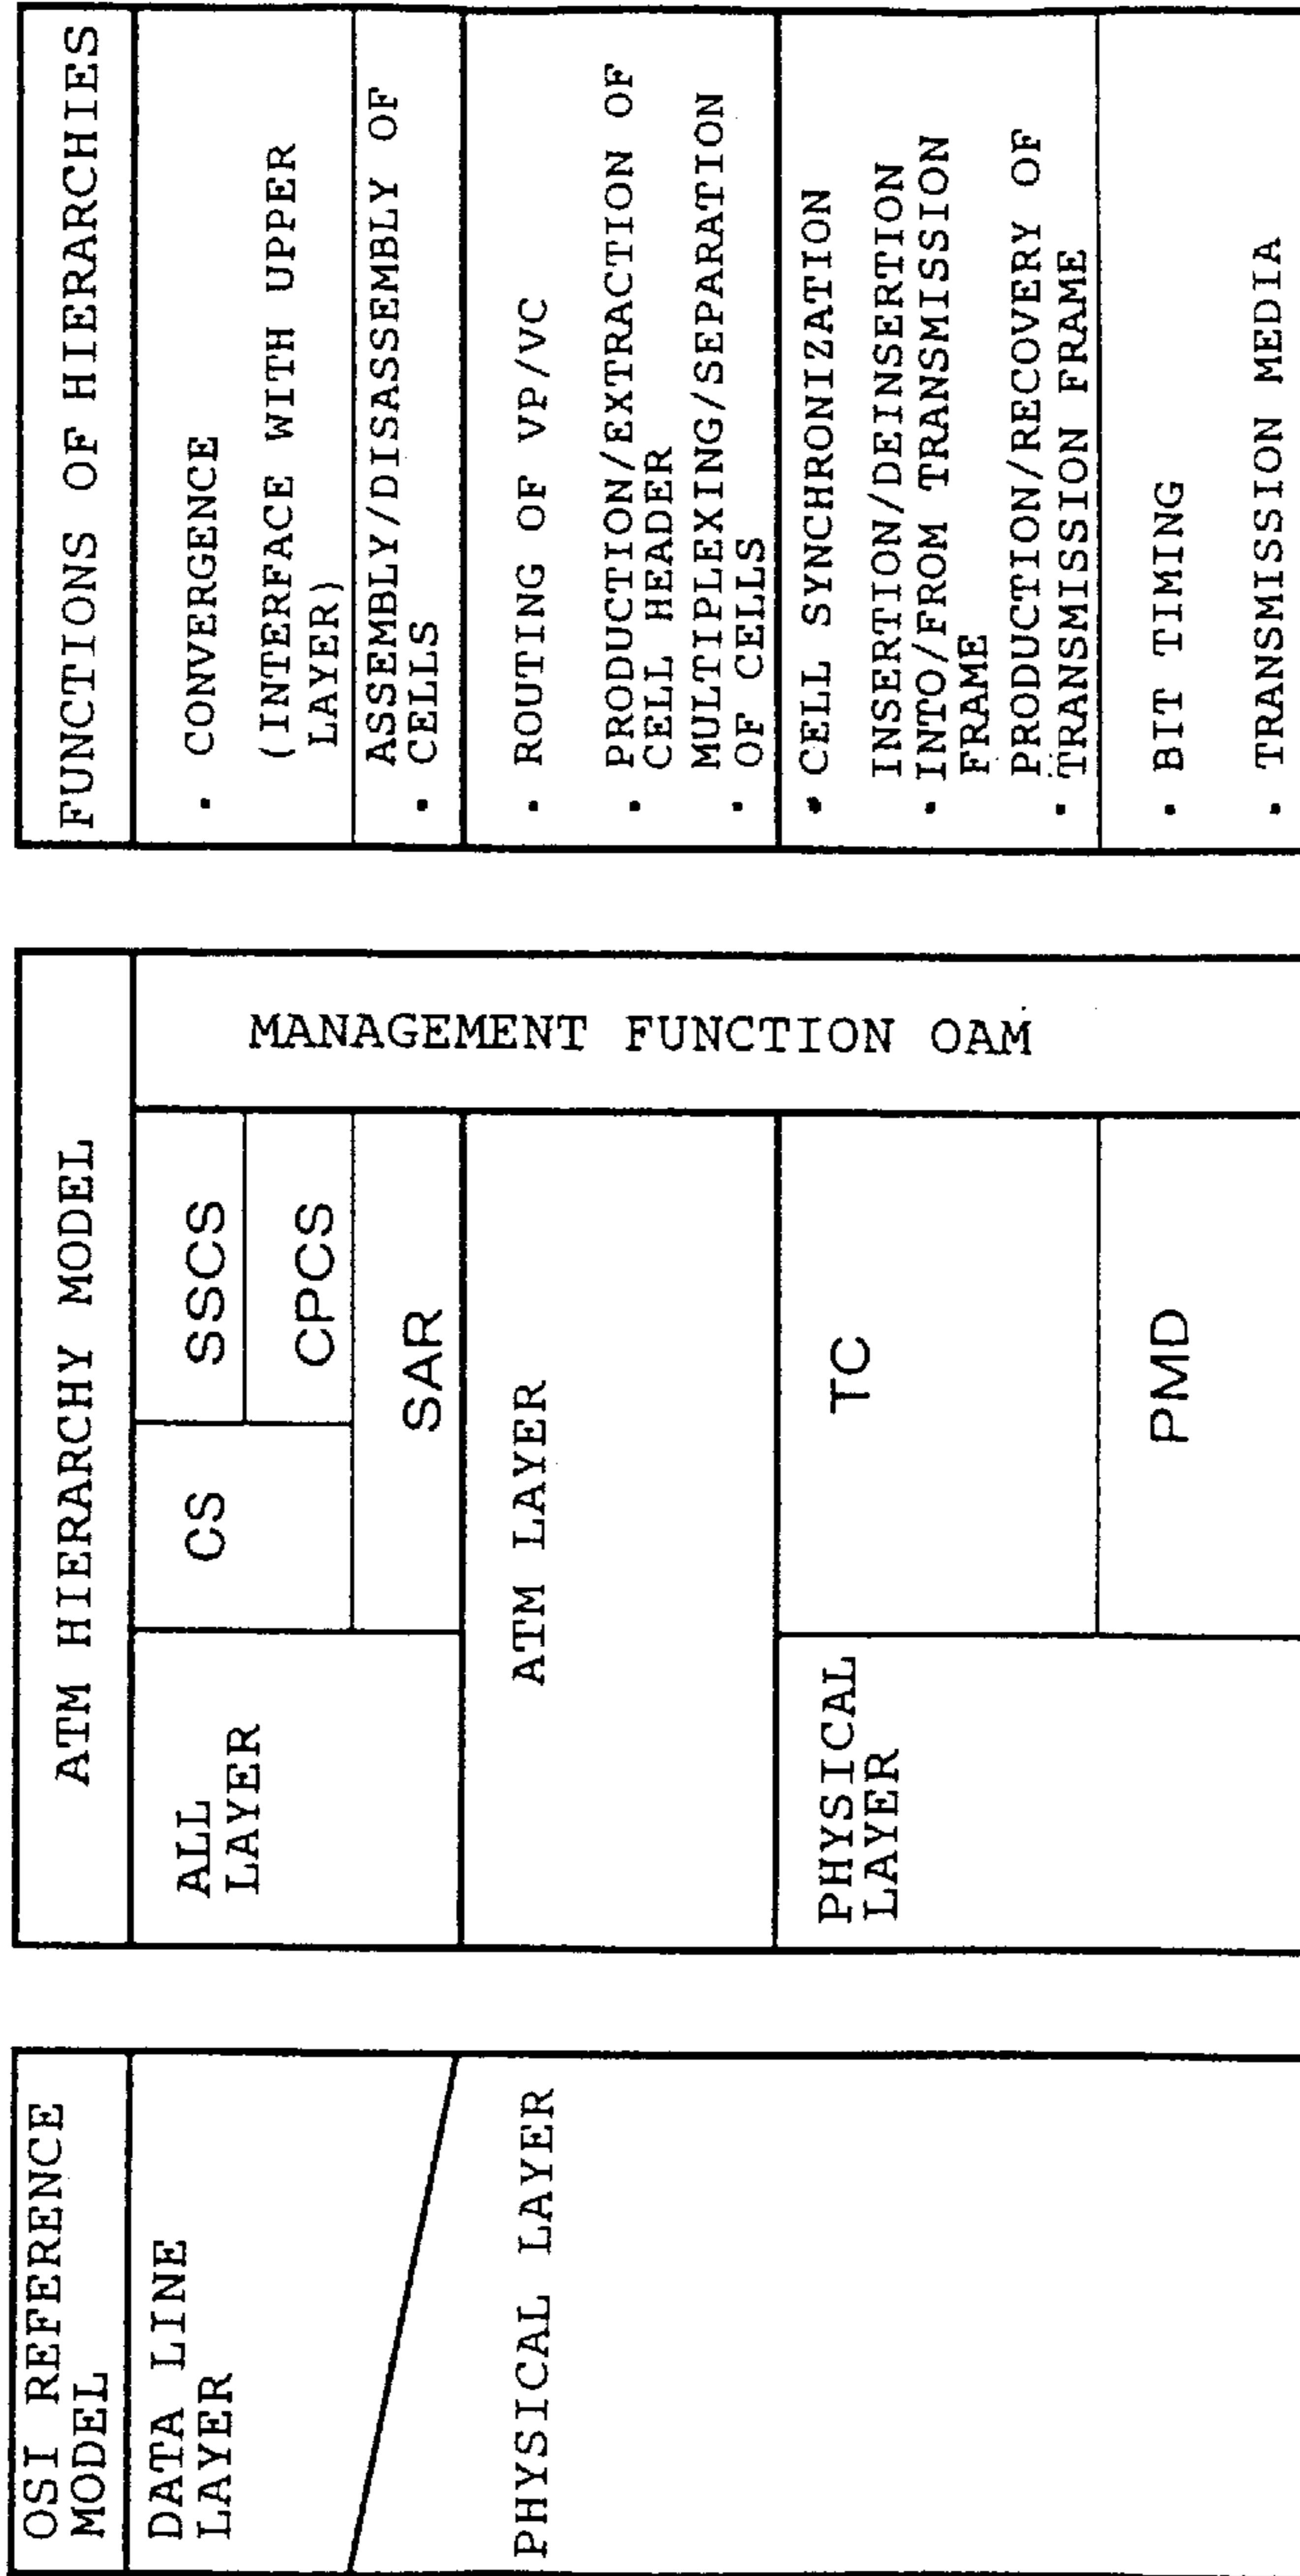 OSI REFERENCE
MODEL
DATA LINE
LAYER
PHYSICAL LAYER
ATM HIERARCHY MODEL
ALL
LAYER
CS
SSCS
CPCS
SAR
ATM LAYER
PHYSICAL
LAYER
TC
PMD
MANAGEMENT FUNCTION OAM
FUNCTIONS OF HIERARCHIES
• CONVERGENCE
(INTERFACE WITH UPPER
LAYER)
ASSEMBLY/DISASSEMBLY OF
• CELLS
• ROUTING OF VP/VC
PRODUCTION/EXTRACTION OF
• CELL HEADER
MULTIPLEXING/SEPARATION
• OF CELLS
• CELL SYNCHRONIZATION
INSERTION/DEINSERTION
• INTO/FROM TRANSMISSION
FRAME
PRODUCTION/RECOVERY OF
• TRANSMISSION FRAME
• BIT TIMING
• TRANSMISSION MEDIA